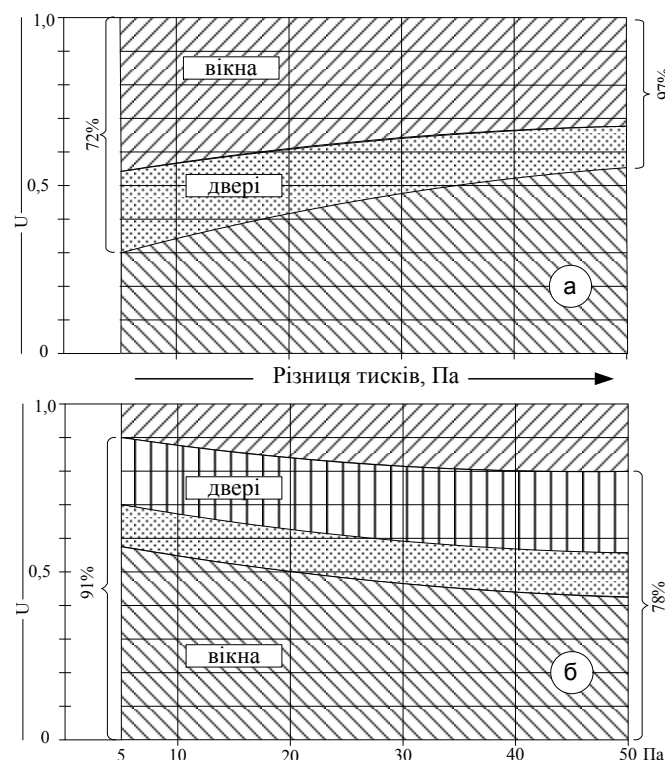 1,0
вікна
72%
97%
0,5
двері
U
а
0
Різниця тисків, Па
1,0
двері
0,5
91%
78%
U
вікна
б
0
5 10 20 30 40 50 Па